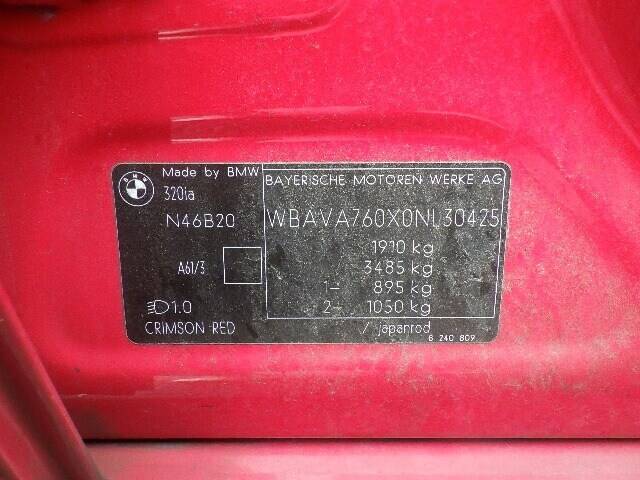 BMW
Made by BMW
320ia
N46B20
A61/3
1.0
CRIMSON RED
BAYERISCHE MOTOREN WERKE AG
WBAVA760X0NL30425
1910 kg
3485 kg
1- 895 kg
2- 1050 kg
/ japanrod
6 240 809